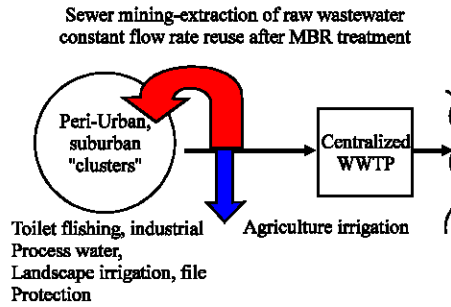 Sewer mining-extraction of raw wastewater
constant flow rate reuse after MBR treatment
Peri-Urban,
suburban
"clusters"
Centralized
WWTP
Toilet flishing, industrial
Process water,
Landscape irrigation, file
Protection
Agriculture irrigation